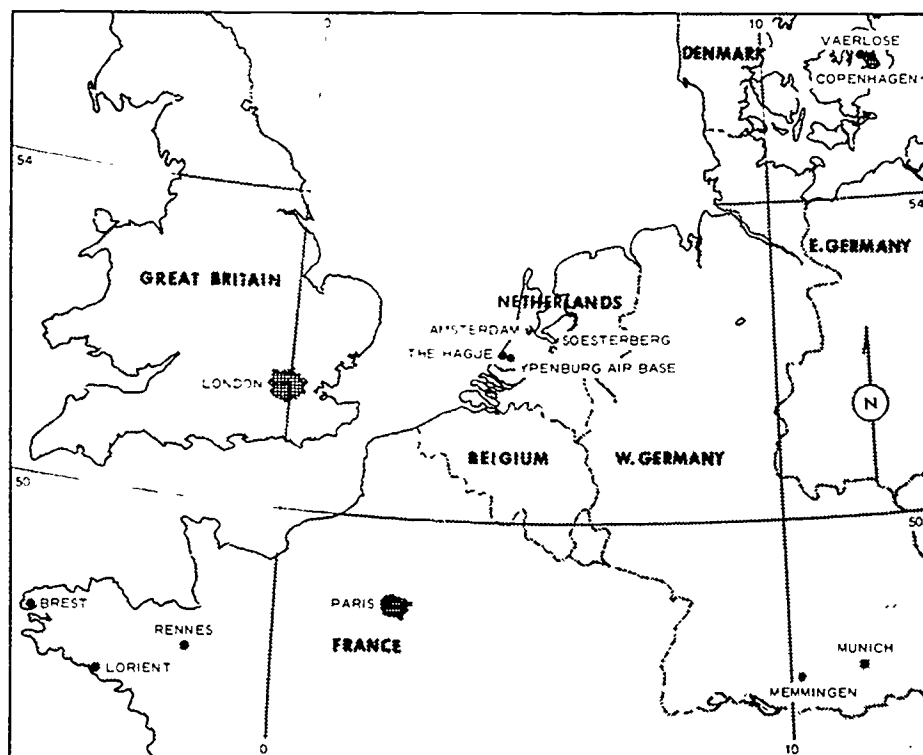 0
10
VAERLOSE
DENMARK
COPENHAGEN
54
54
E. GERMANY
GREAT BRITAIN
NETHERLANDS
AMSTERDAM
SOESTERBERG
THE HAGUE
YPENBURG AIR BASE
LONDON
N
BELGIUM
W. GERMANY
50
50
BREST
PARIS
RENNES
FRANCE
MUNICH
LORIENT
MEMMINGEN
0
10